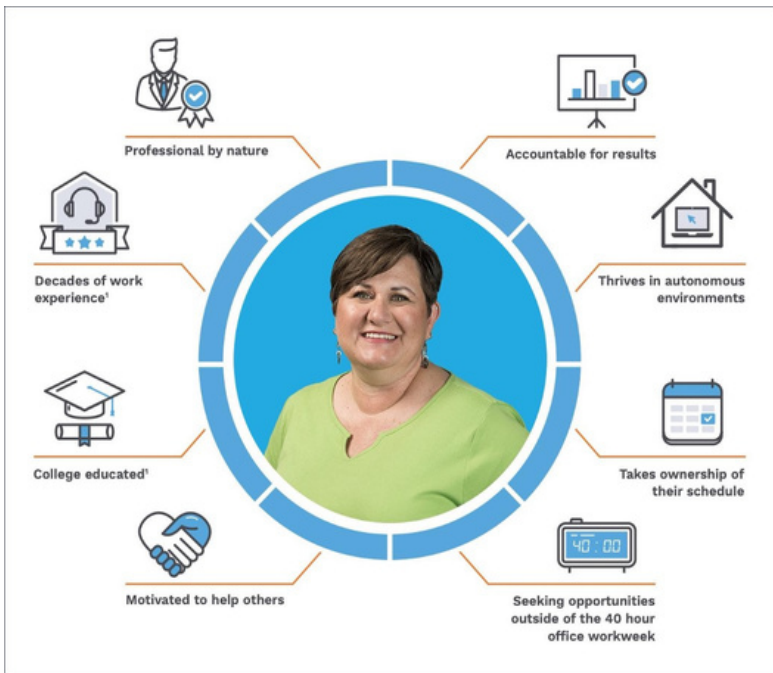 Professional by nature
Accountable for results
Decades of work
experience¹
Thrives in autonomous
environments
College educated¹
Takes ownership of
their schedule
Motivated to help others
40:00
Seeking opportunities
outside of the 40 hour
office workweek